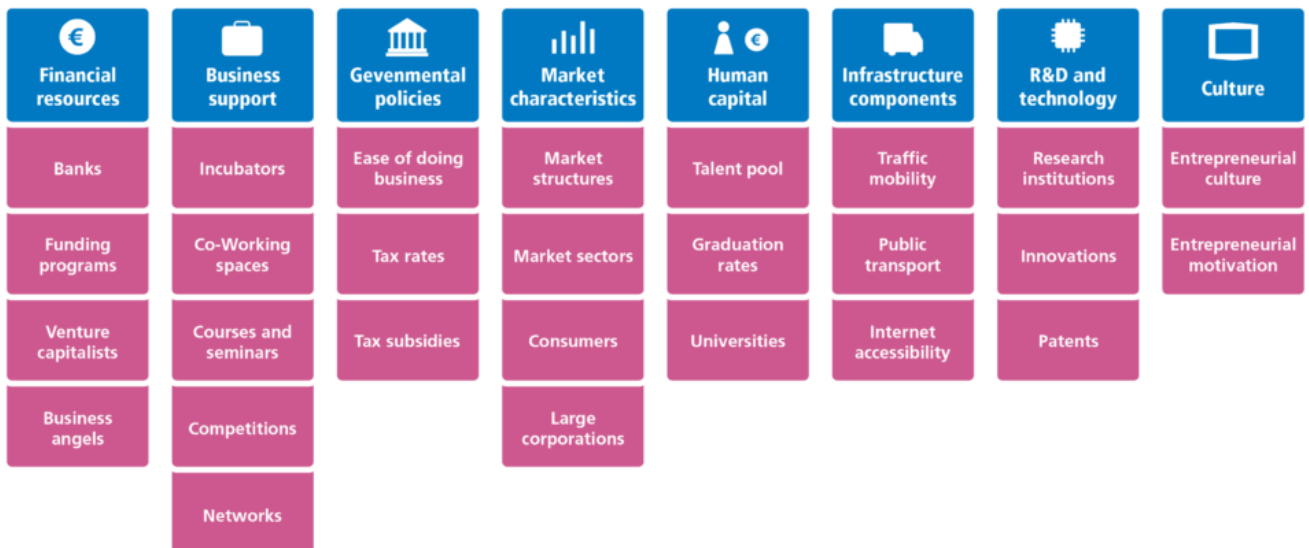 €
Financial
resources
Banks
Funding
programs
Venture
capitalists
Business
angels
Business
support
Incubators
Co-Working
spaces
Courses and
seminars
Competitions
Networks
Gevenmental
policies
Ease of doing
business
Tax rates
Tax subsidies
Market
characteristics
Market
structures
Market sectors
Consumers
Large
corporations
€
Human
capital
Talent pool
Graduation
rates
Universities
Infrastructure
components
Traffic
mobility
Public
transport
Internet
accessibility
R&D and
technology
Research
institutions
Innovations
Patents
Culture
Entrepreneurial
culture
Entrepreneurial
motivation